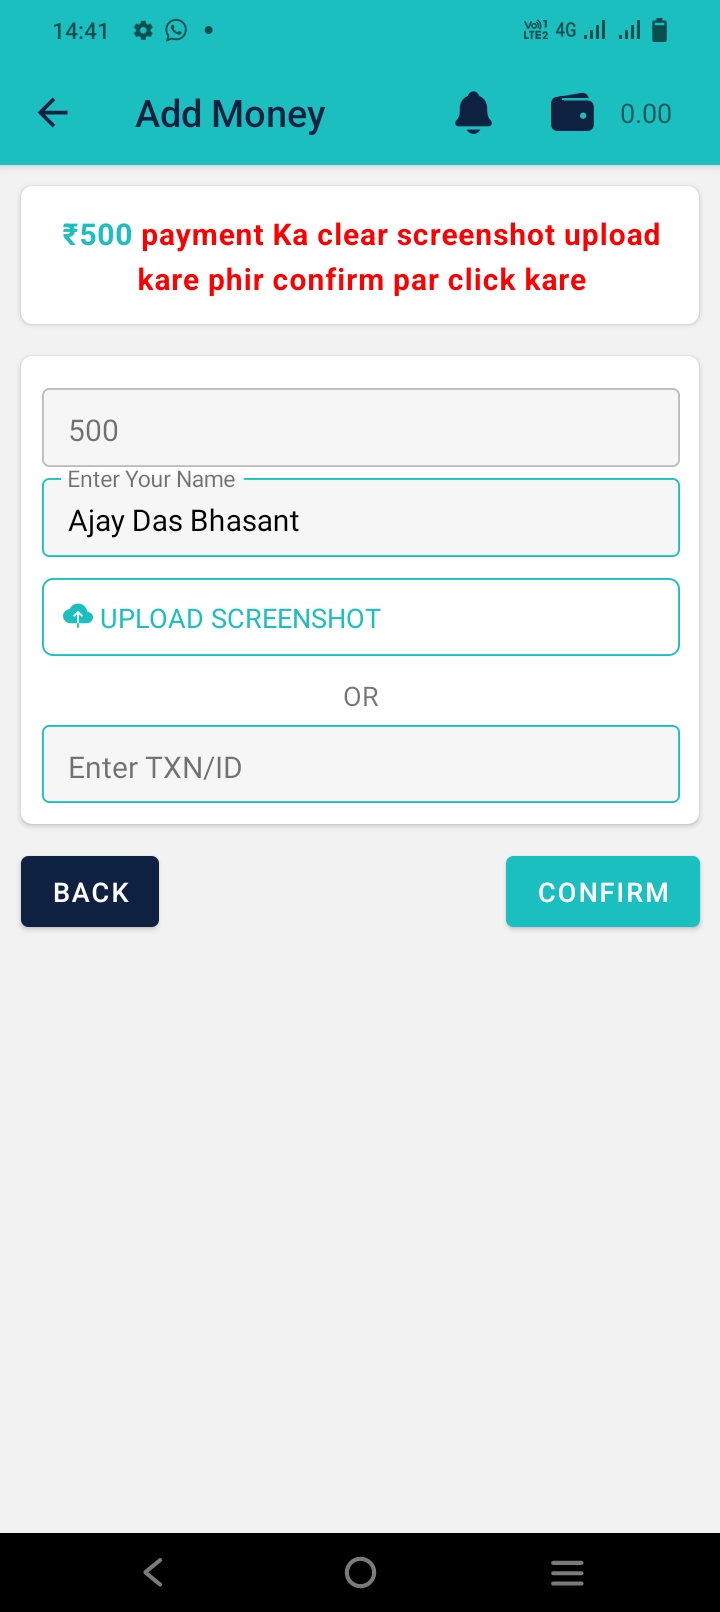 14:41
Vo)) 1 LTE2 4G
Add Money
0.00
₹500 payment Ka clear screenshot upload
kare phir confirm par click kare
500
Enter Your Name
Ajay Das Bhasant
UPLOAD SCREENSHOT
OR
Enter TXN/ID
BACK
CONFIRM